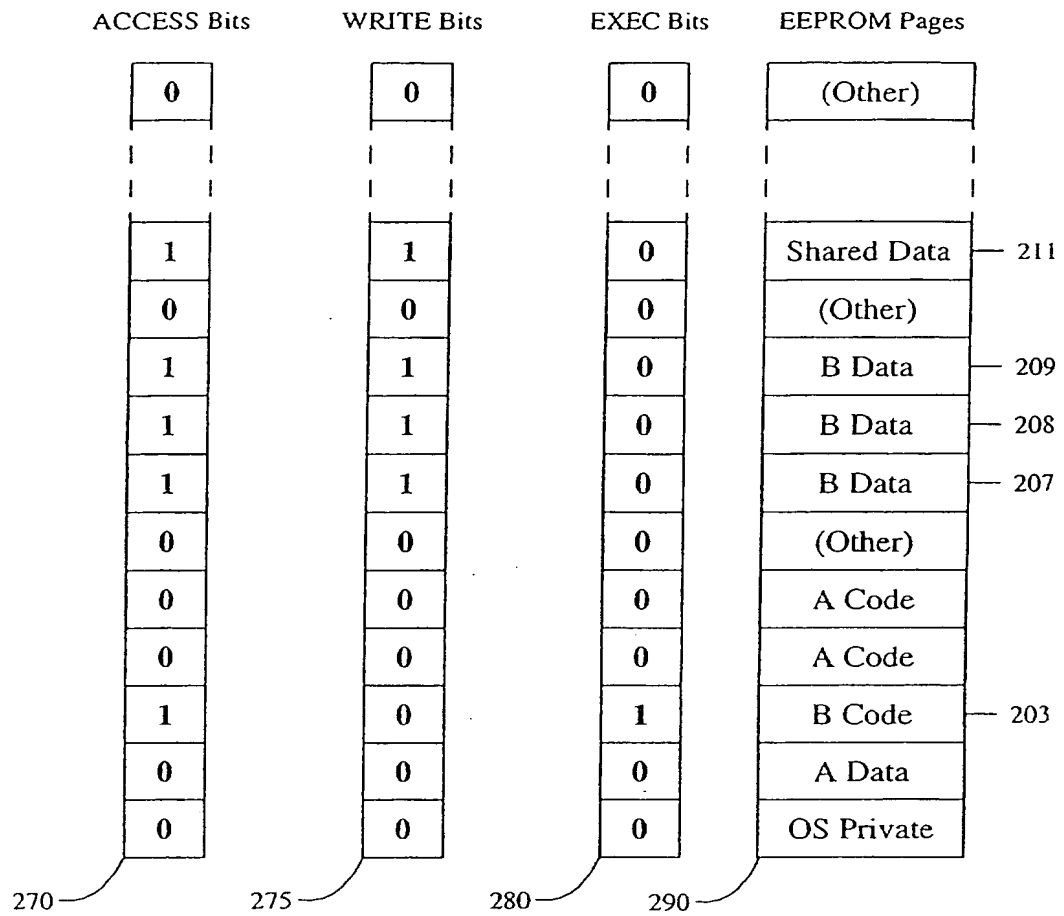 ACCESS Bits WRITE Bits EXEC Bits EEPROM Pages
0 0 0 (Other)
1 1 0 Shared Data 211
0 0 0 (Other)
1 1 0 B Data 209
1 1 0 B Data 208
1 1 0 B Data 207
0 0 0 (Other)
0 0 0 A Code
0 0 0 A Code
1 0 1 B Code 203
0 0 0 A Data
0 0 0 OS Private
270 275 280 290